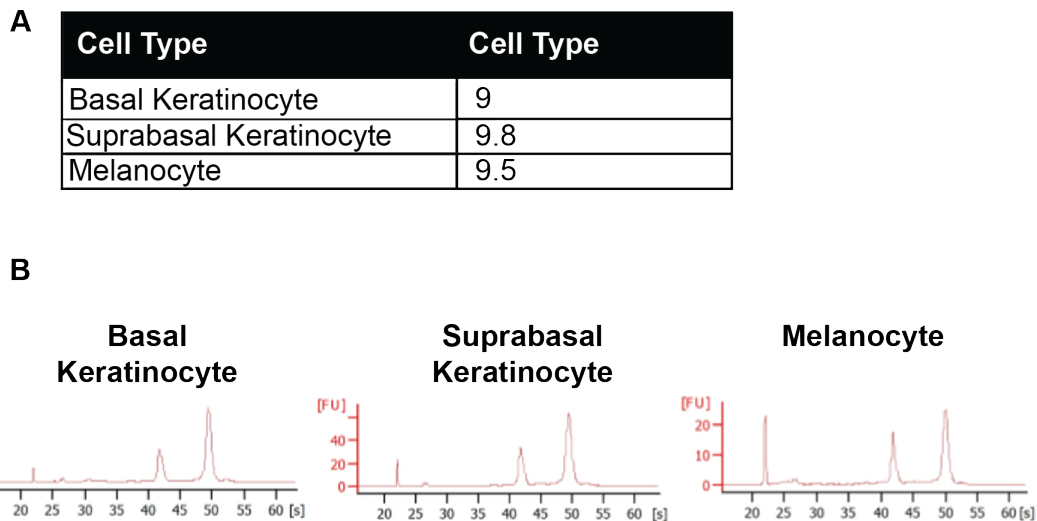 A
Cell Type Cell Type
Basal Keratinocyte 9
Suprabasal Keratinocyte 9.8
Melanocyte 9.5
B
Basal
Keratinocyte
20 25 30 35 40 45 50 55 60 [s]
Suprabasal
Keratinocyte
[FU]
40
20
0
20 25 30 35 40 45 50 55 60 [s]
Melanocyte
[FU]
20
10
0
20 25 30 35 40 45 50 55 60 [s]